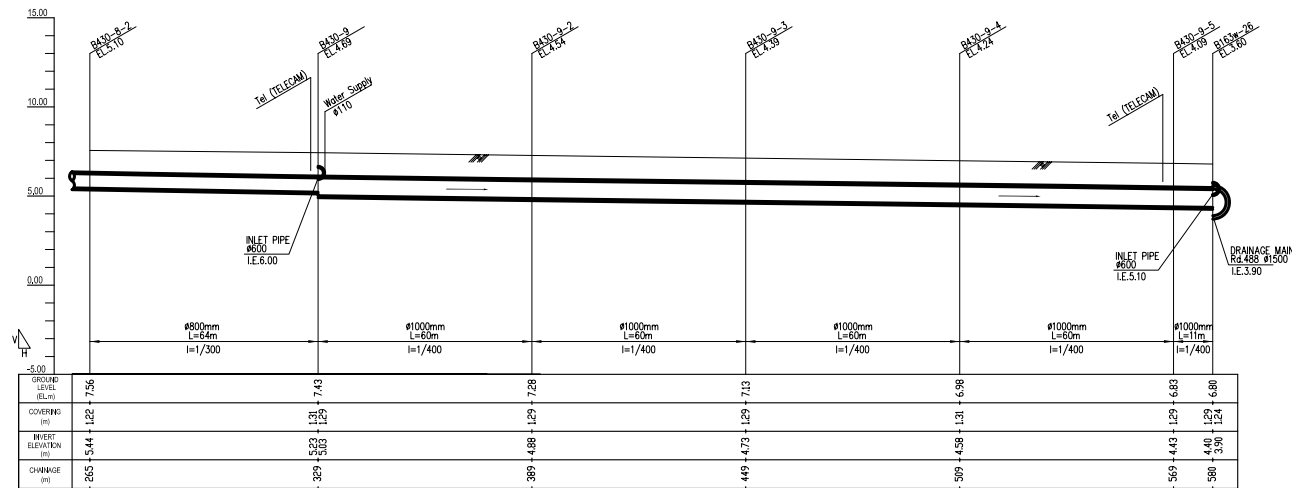 15.00
10.00
5.00
0.00
-5.00
V
H
B430-8-2
EL.5.10
B430-9
EL.4.69
B430-9-2
EL.4.54
B430-9-3
EL.4.39
B430-9-4
EL.4.24
B430-9-5
EL.4.09
B163w-26
EL.3.60
Tel (TELECAM)
Water Supply
ø110
Tel (TELECAM)
INLET PIPE
ø600
I.E.6.00
INLET PIPE
ø600
I.E.5.10
DRAINAGE MAIN
Rd.488 ø1500
I.E.3.90
ø800mm
L=64m
I=1/300
ø1000mm
L=60m
I=1/400
ø1000mm
L=60m
I=1/400
ø1000mm
L=60m
I=1/400
ø1000mm
L=60m
I=1/400
ø1000mm
L=11m
I=1/400
GROUND
LEVEL
(EL.m)
7.56
7.43
7.28
7.13
6.98
6.83
6.80
COVERING
(m)
1.22
1.31
1.29
1.29
1.29
1.31
1.29
1.29
1.24
INVERT
ELEVATION
(m)
5.44
5.23
5.03
4.88
4.73
4.58
4.43
4.40
3.90
CHAINAGE
(m)
265
329
389
449
509
569
580